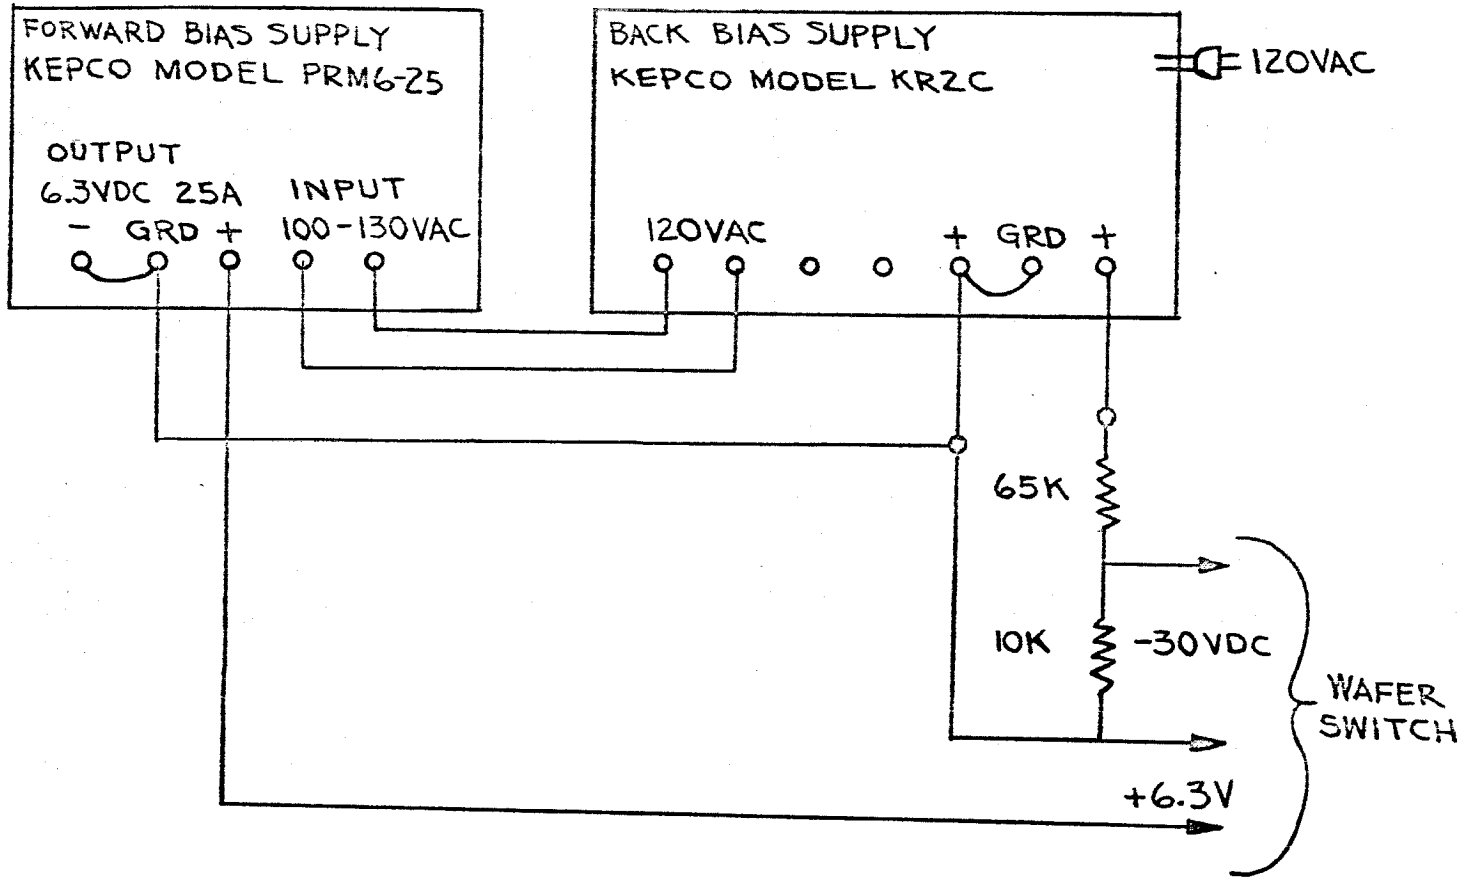 FORWARD BIAS SUPPLY
KEPCO MODEL PRM6-25
OUTPUT
6.3VDC 25A
INPUT
- GRD +
100-130VAC
BACK BIAS SUPPLY
KEPCO MODEL KR2C
120VAC
120VAC
+ GRD +
65K
10K
-30VDC
WAFER
SWITCH
+6.3V